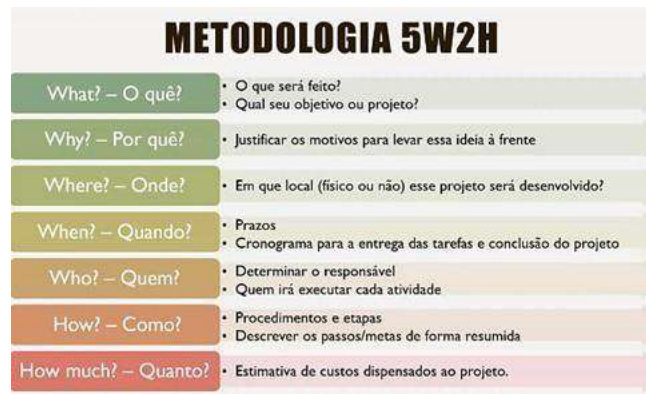 METODOLOGIA 5W2H
What? – O quê?
• O que será feito?
• Qual seu objetivo ou projeto?
Why? – Por quê?
• Justificar os motivos para levar essa ideia à frente
Where? – Onde?
• Em que local (físico ou não) esse projeto será desenvolvido?
When? – Quando?
• Prazos
• Cronograma para a entrega das tarefas e conclusão do projeto
Who? – Quem?
• Determinar o responsável
• Quem irá executar cada atividade
How? – Como?
• Procedimentos e etapas
• Descrever os passos/metas de forma resumida
How much? – Quanto?
• Estimativa de custos dispensados ao projeto.